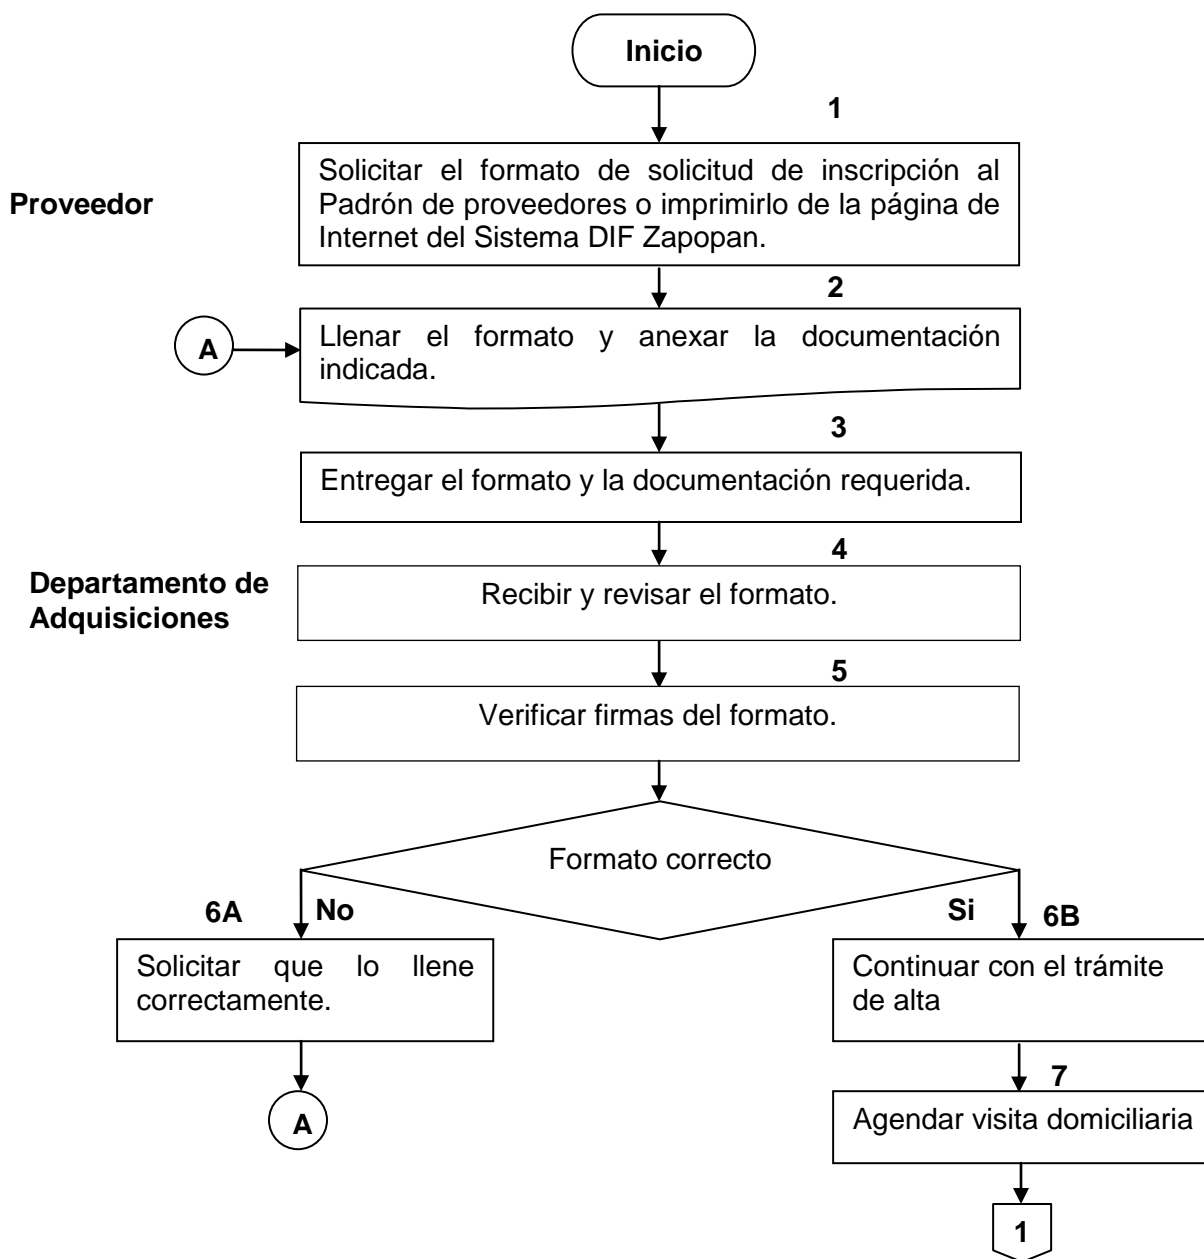 Inicio
1
Proveedor
Solicitar el formato de solicitud de inscripción al
Padrón de proveedores o imprimirlo de la página de
Internet del Sistema DIF Zapopan.
2
A
Llenar el formato y anexar la documentación
indicada.
3
Entregar el formato y la documentación requerida.
4
Departamento de
Adquisiciones
Recibir y revisar el formato.
5
Verificar firmas del formato.
Formato correcto
6A
No
Si
6B
Solicitar que lo llene
correctamente.
Continuar con el trámite
de alta
7
A
Agendar visita domiciliaria
1